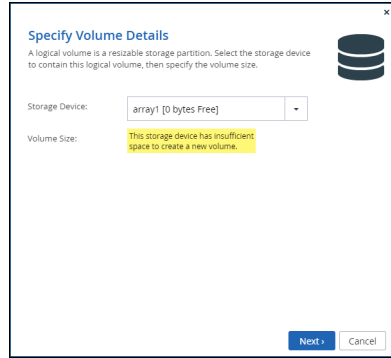 ×
Specify Volume Details
A logical volume is a resizable storage partition. Select the storage device
to contain this logical volume, then specify the volume size.
Storage Device:
array1 [0 bytes Free]
Volume Size:
This storage device has insufficient
space to create a new volume.
Next ›
Cancel